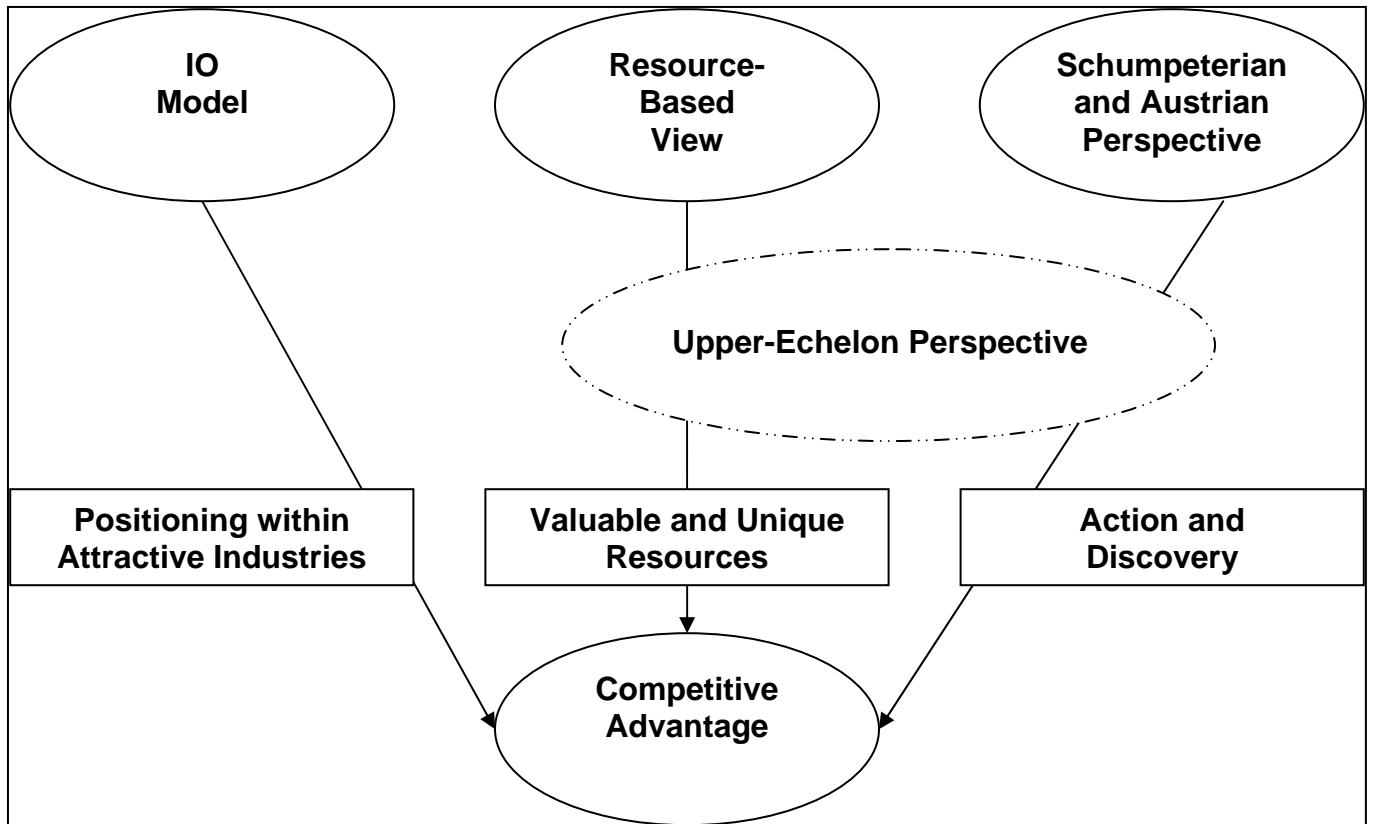 IO
Model
Resource-
Based
View
Schumpeterian
and Austrian
Perspective
Upper-Echelon Perspective
Positioning within
Attractive Industries
Valuable and Unique
Resources
Action and
Discovery
Competitive
Advantage